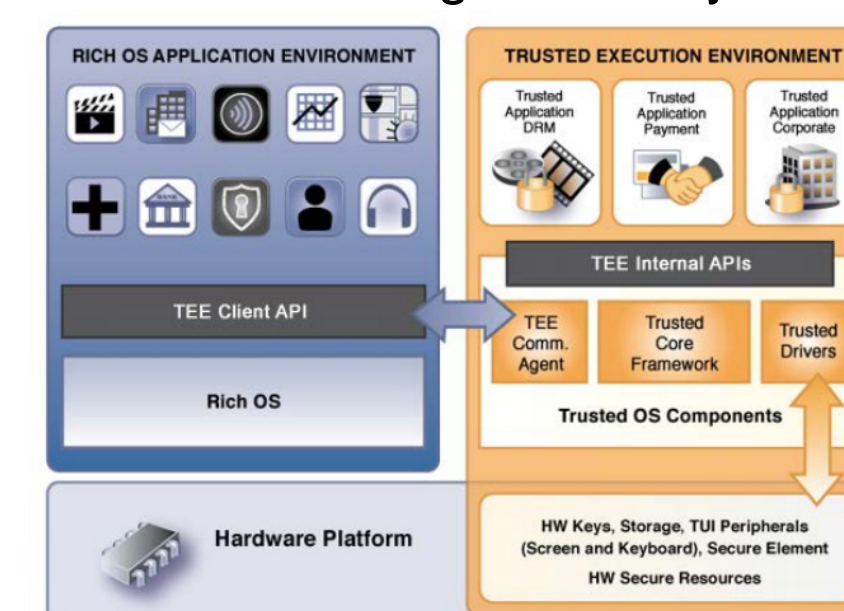 RICH OS APPLICATION ENVIRONMENT
BANK
TEE Client API
Rich OS
TRUSTED EXECUTION ENVIRONMENT
Trusted
Application
DRM
Trusted
Application
Payment
Trusted
Application
Corporate
TEE Internal APIs
TEE
Comm.
Agent
Trusted
Core
Framework
Trusted
Drivers
Trusted OS Components
Hardware Platform
HW Keys, Storage, TUI Peripherals
(Screen and Keyboard), Secure Element
HW Secure Resources